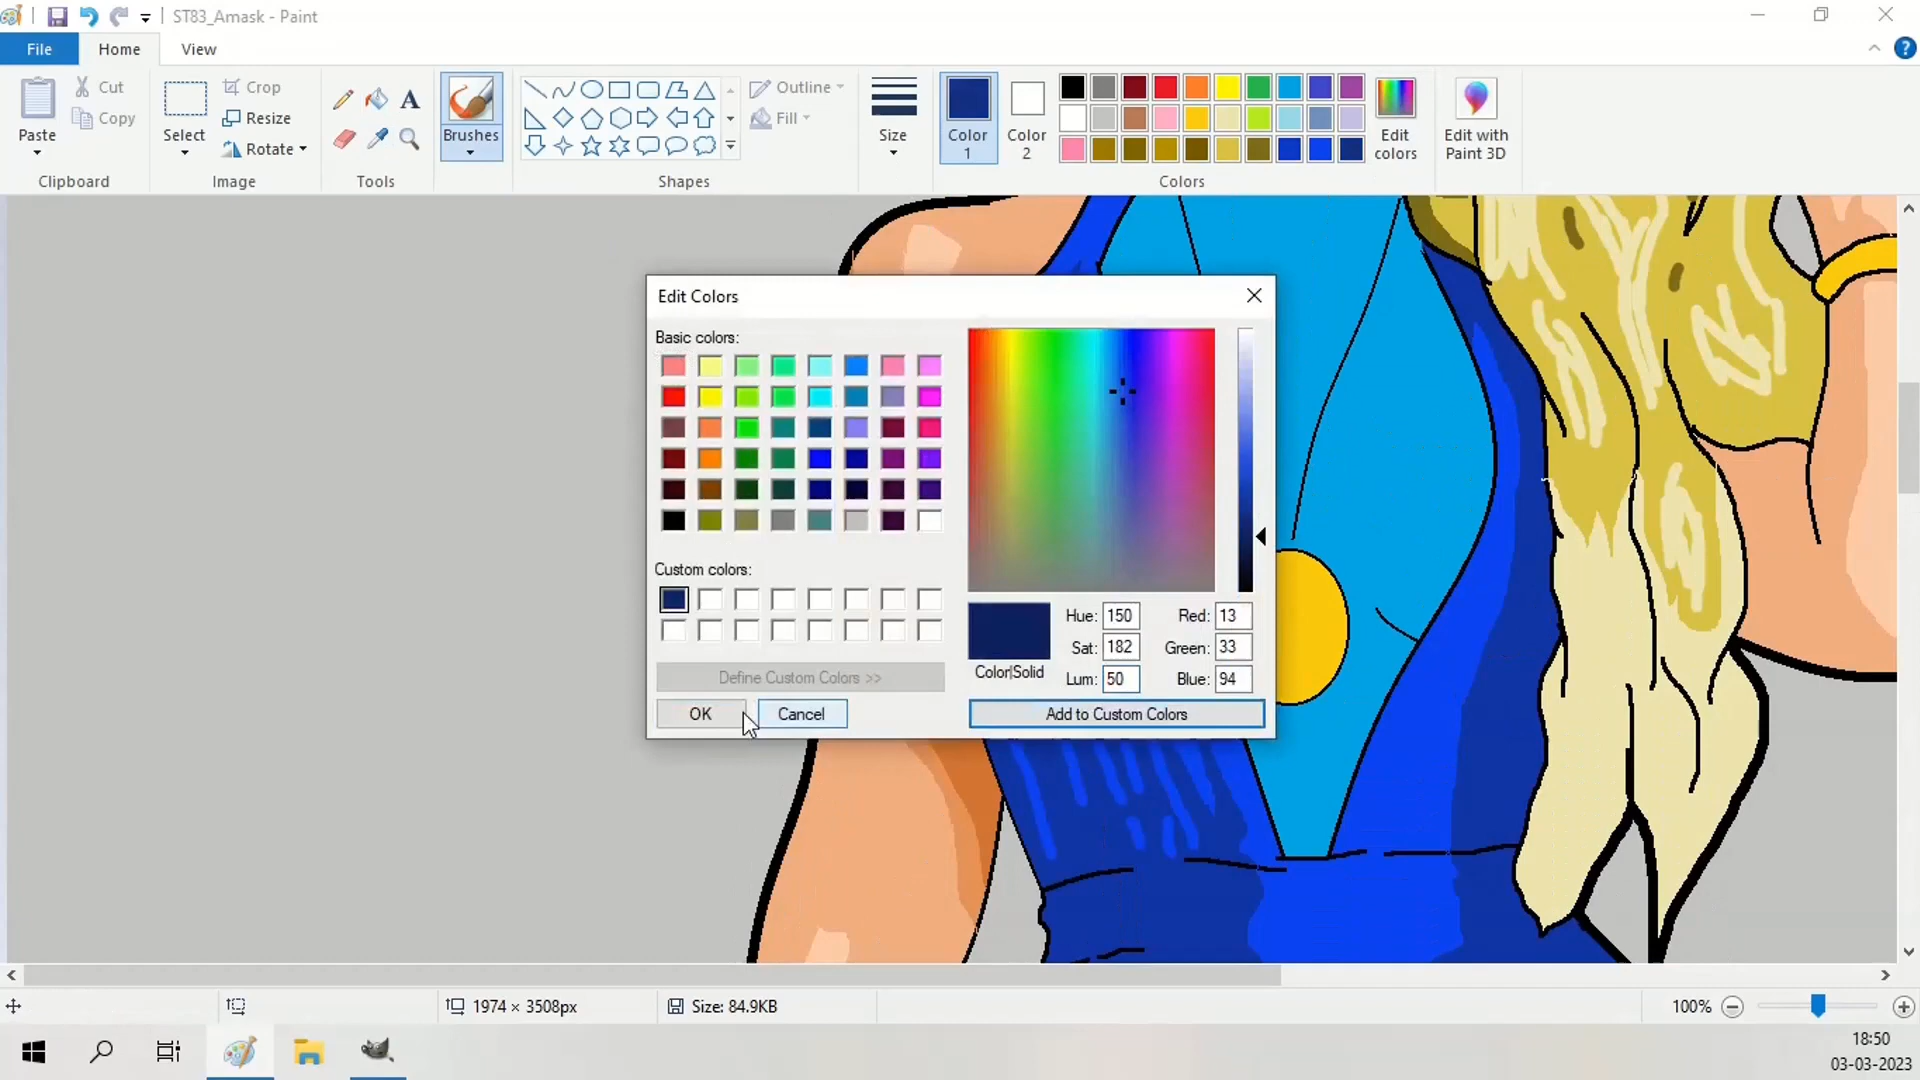 ST83_Amask - Paint
File Home View
Paste Cut Copy Clipboard
Select Crop Resize Rotate Image
A Tools
Brushes
Shapes
Outline Fill
Size
Color 1 Color 2
Edit colors
Colors
Edit with Paint 3D
Edit Colors
Basic colors:
Custom colors:
Define Custom Colors >>
OK Cancel
Color|Solid
Hue: 150 Red: 13
Sat: 182 Green: 33
Lum: 50 Blue: 94
Add to Custom Colors
1974 × 3508px Size: 84.9KB 100%
18:50
03-03-2023